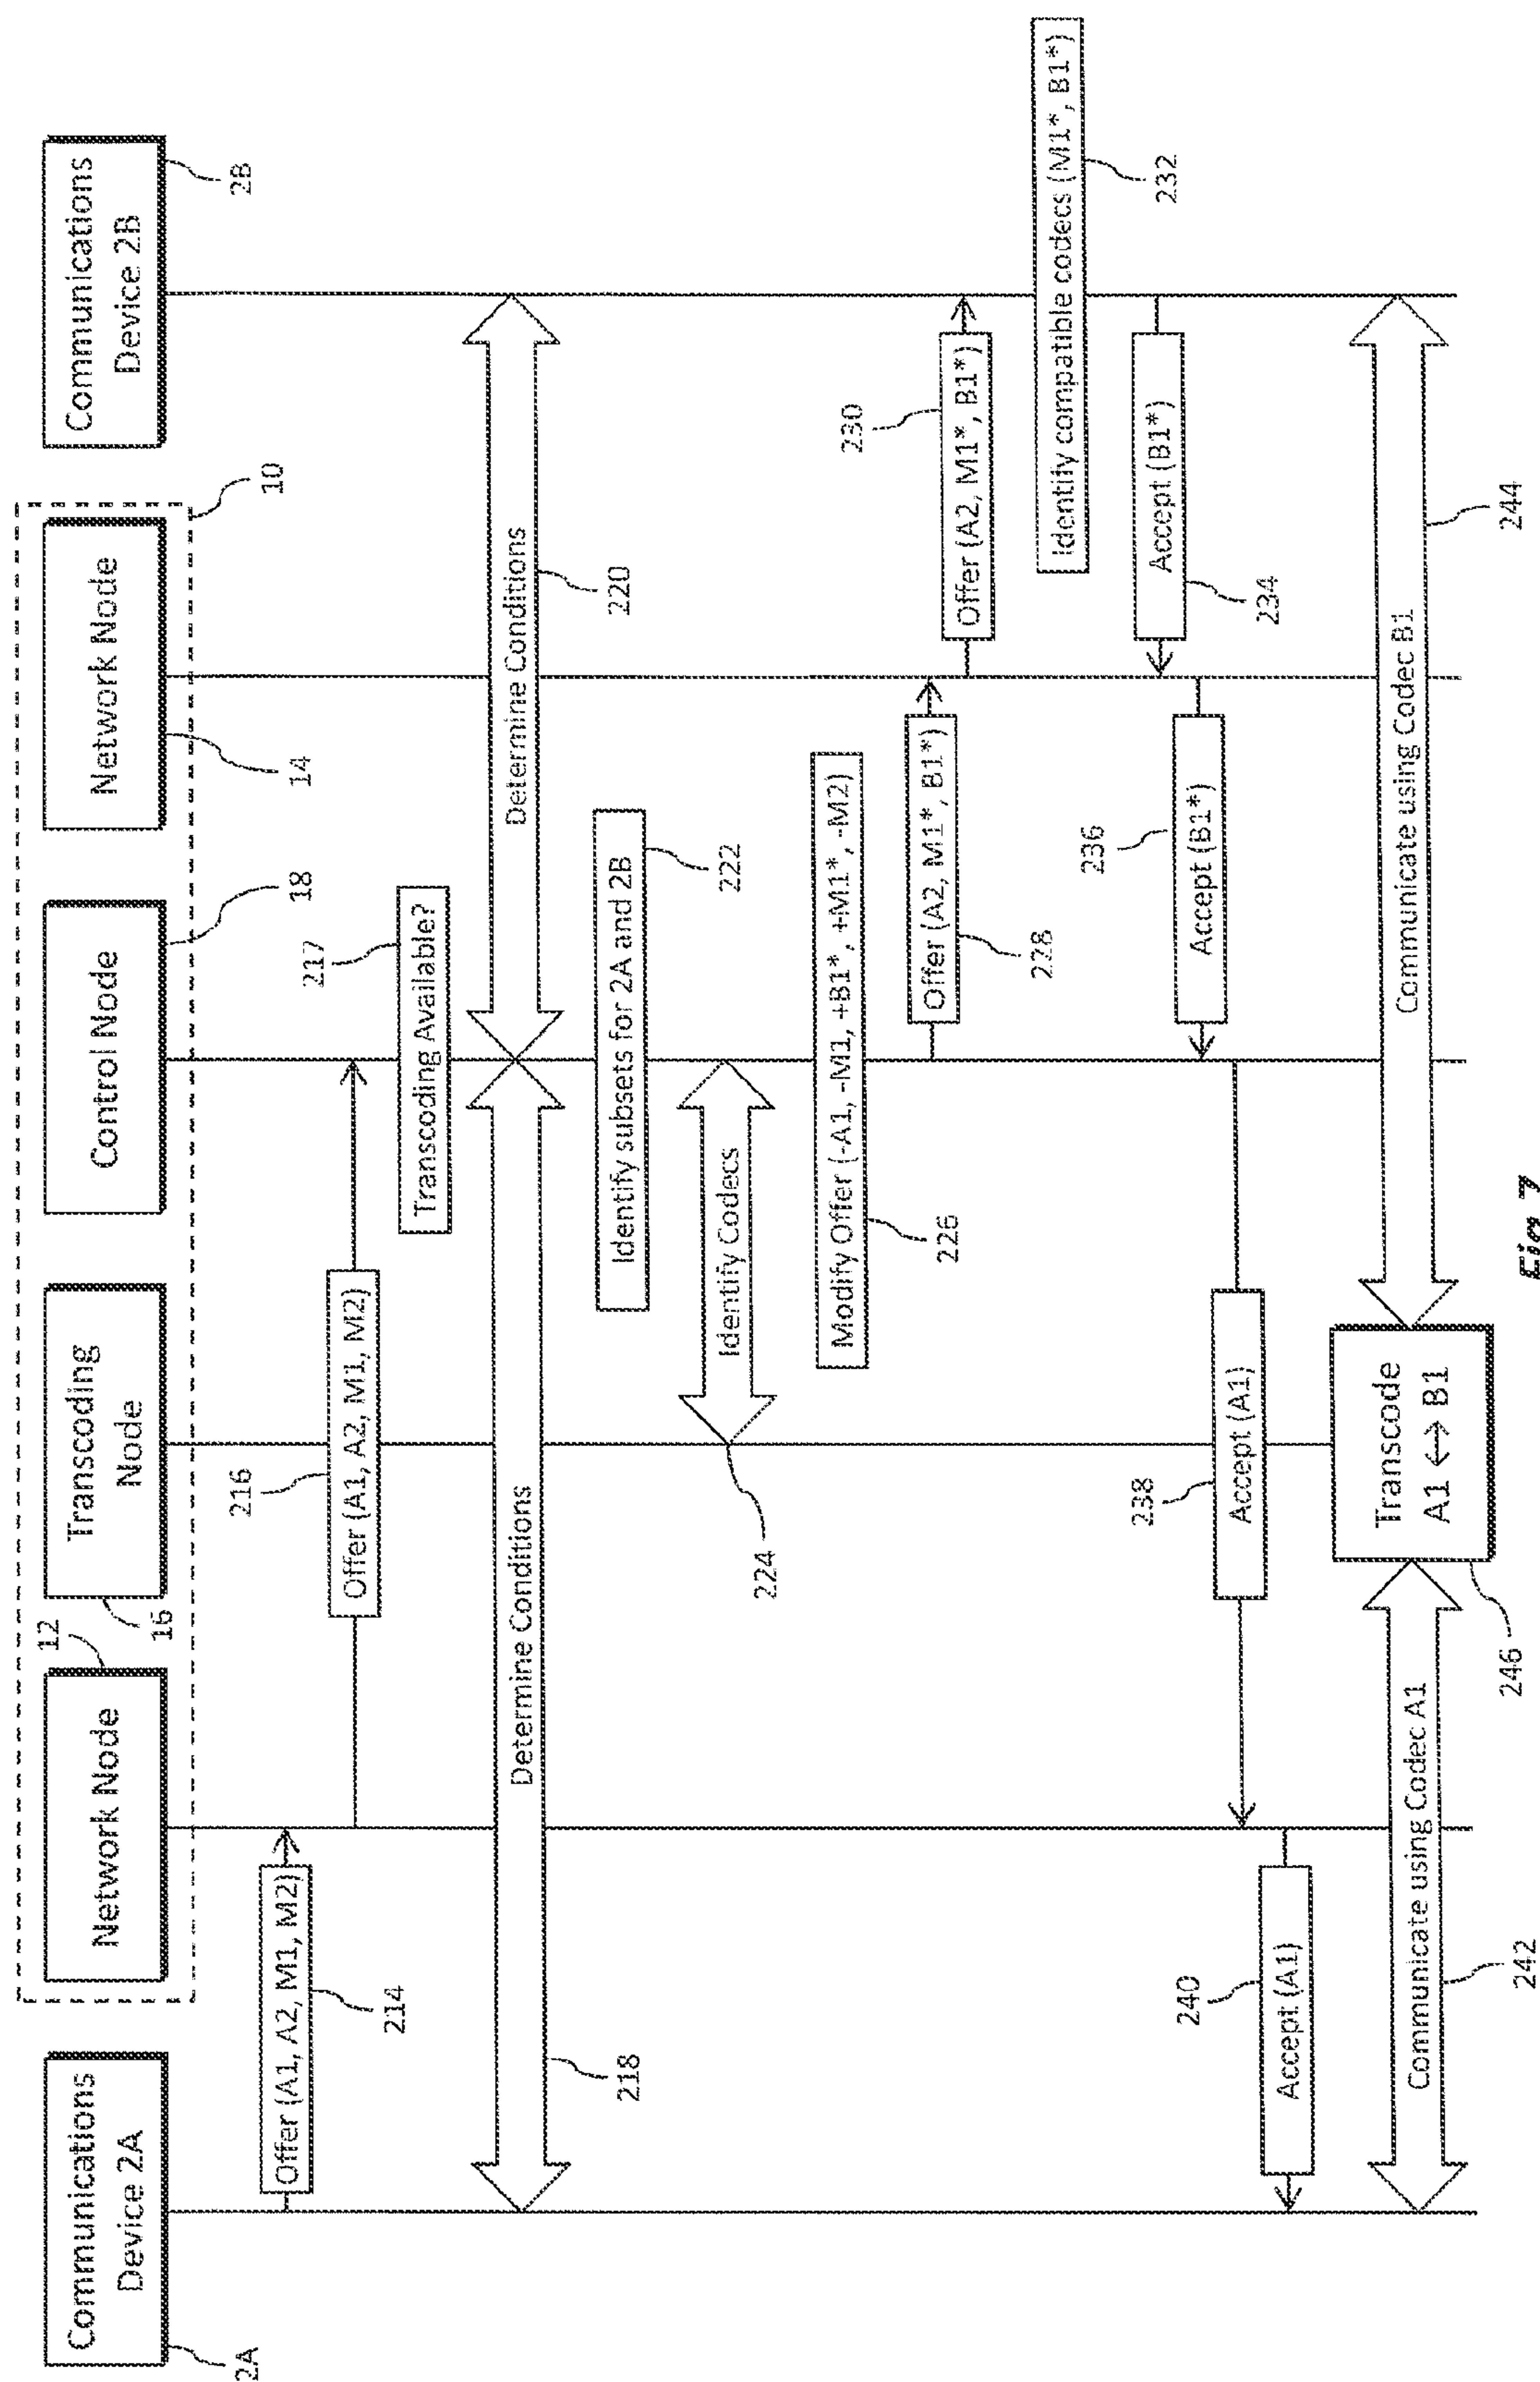 Communications
Device 2A
2A
Network Node
12
Transcoding
Node
16
Control Node
18
Network Node
14
10
Communications
Device 2B
2B
Offer (A1, A2, M1, M2)
214
Offer (A1, A2, M1, M2)
216
Transcoding Available?
217
Determine Conditions
218
Determine Conditions
220
Identify subsets for 2A and 2B
222
Identify Codecs
224
Modify Offer (-A1, -M1, +B1*, +M1*, -M2)
226
Offer (A2, M1*, B1*)
228
Offer (A2, M1*, B1*)
230
Identify compatible codecs (M1*, B1*)
232
Accept (B1*)
234
Accept (B1*)
236
Accept (A1)
238
Accept (A1)
240
Communicate using Codec A1
242
Communicate using Codec B1
244
Transcode
A1 <-> B1
246
Fig 7